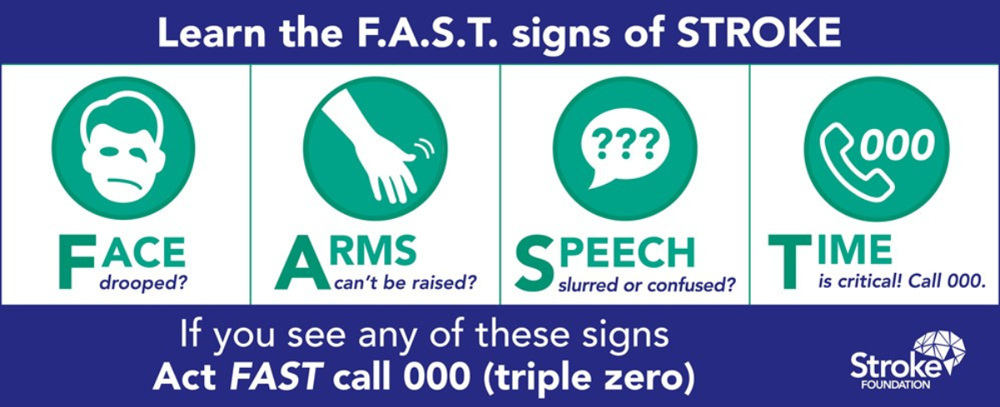 Learn the F.A.S.T. signs of STROKE
FACE
drooped?
ARMS
can't be raised?
???
SPEECH
slurred or confused?
000
TIME
is critical! Call 000.
If you see any of these signs
Act FAST call 000 (triple zero)
Stroke
FOUNDATION